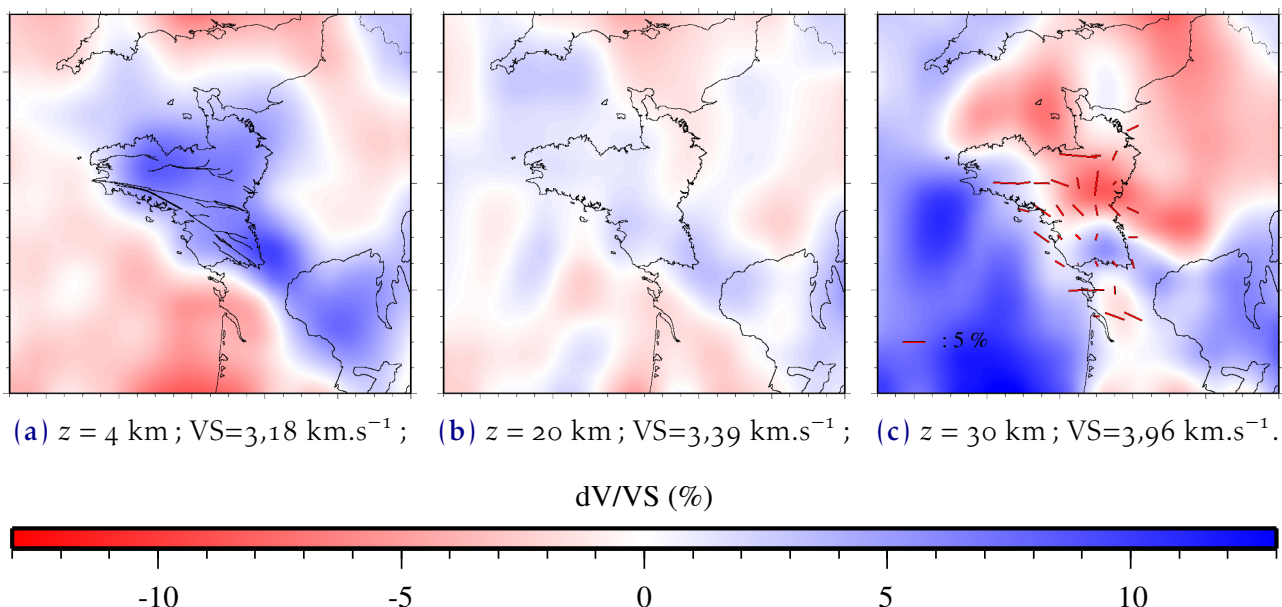 : 5 %
(a) z = 4 km ; VS=3,18 km.s⁻¹ ;
(b) z = 20 km ; VS=3,39 km.s⁻¹ ;
(c) z = 30 km ; VS=3,96 km.s⁻¹.
dV/VS (%)
-10 -5 0 5 10